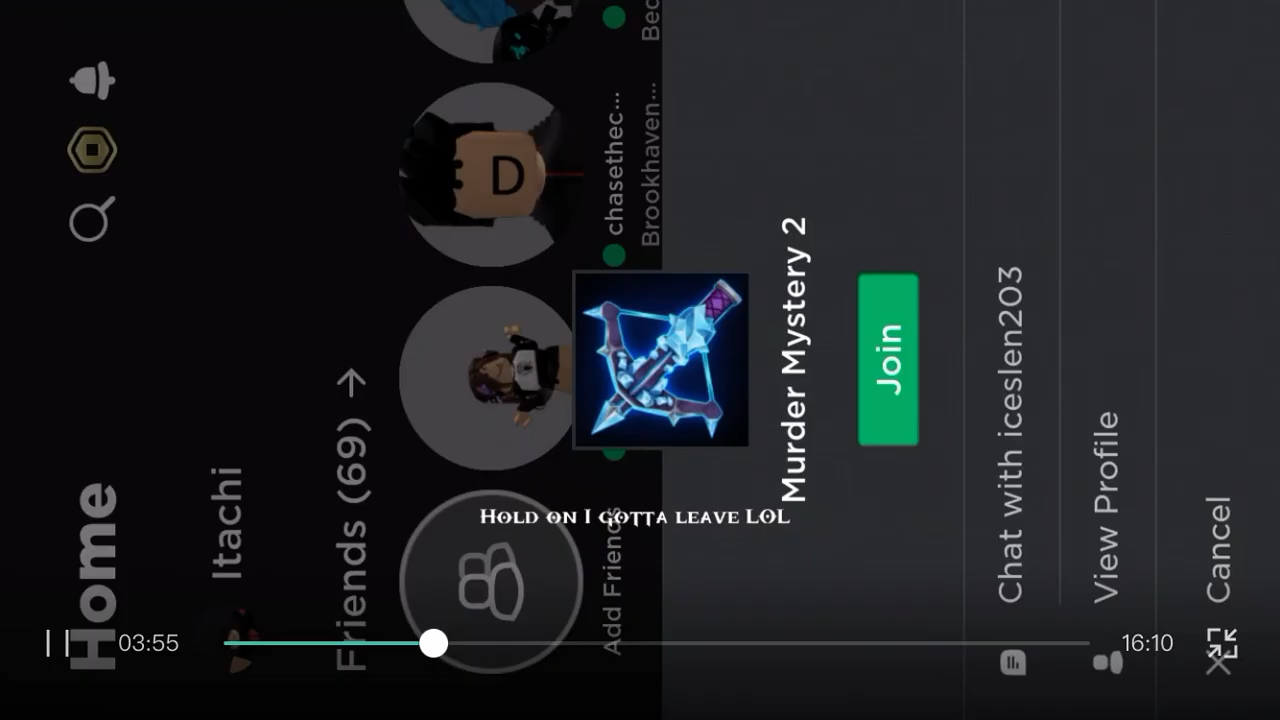 Home
Itachi
Friends (69) →
Add Friends
chasethec...
Brookhaven...
Bec
Murder Mystery 2
Join
Chat with iceslen203
View Profile
Cancel
HOLD ON I GOTTA LEAVE LOL
03:55
16:10
D